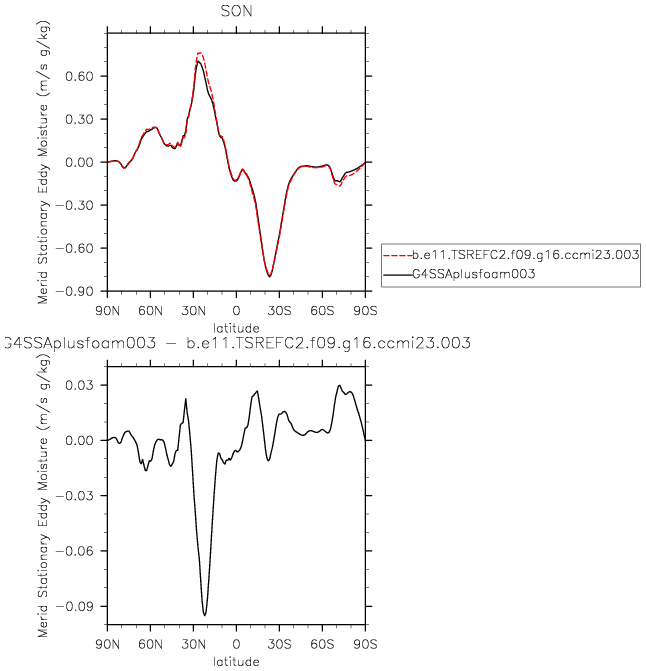 SON
Merid Stationary Eddy Moisture (m/s g/kg)
0.60
0.30
0.00
-0.30
-0.60
-0.90
90N 60N 30N 0 30S 60S 90S
latitude
b.e11.TSREFC2.f09.g16.ccmi23.003
G4SSAplusfoam003
G4SSAplusfoam003 - b.e11.TSREFC2.f09.g16.ccmi23.003
Merid Stationary Eddy Moisture (m/s g/kg)
0.03
0.00
-0.03
-0.06
-0.09
90N 60N 30N 0 30S 60S 90S
latitude